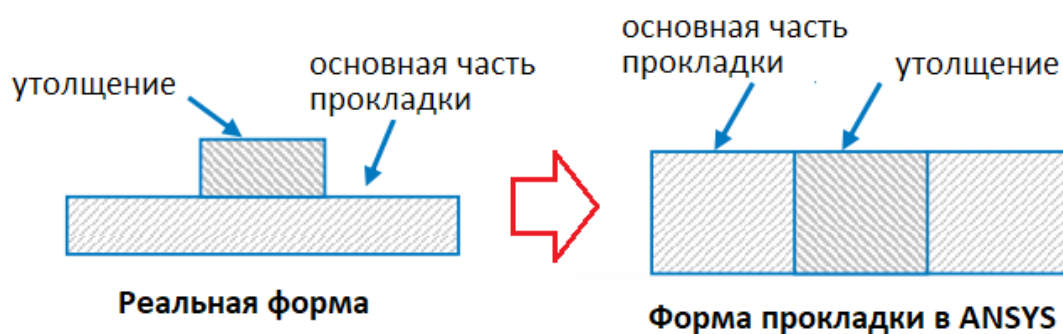 утолщение
основная часть
прокладки
Реальная форма
основная часть
прокладки
утолщение
Форма прокладки в ANSYS